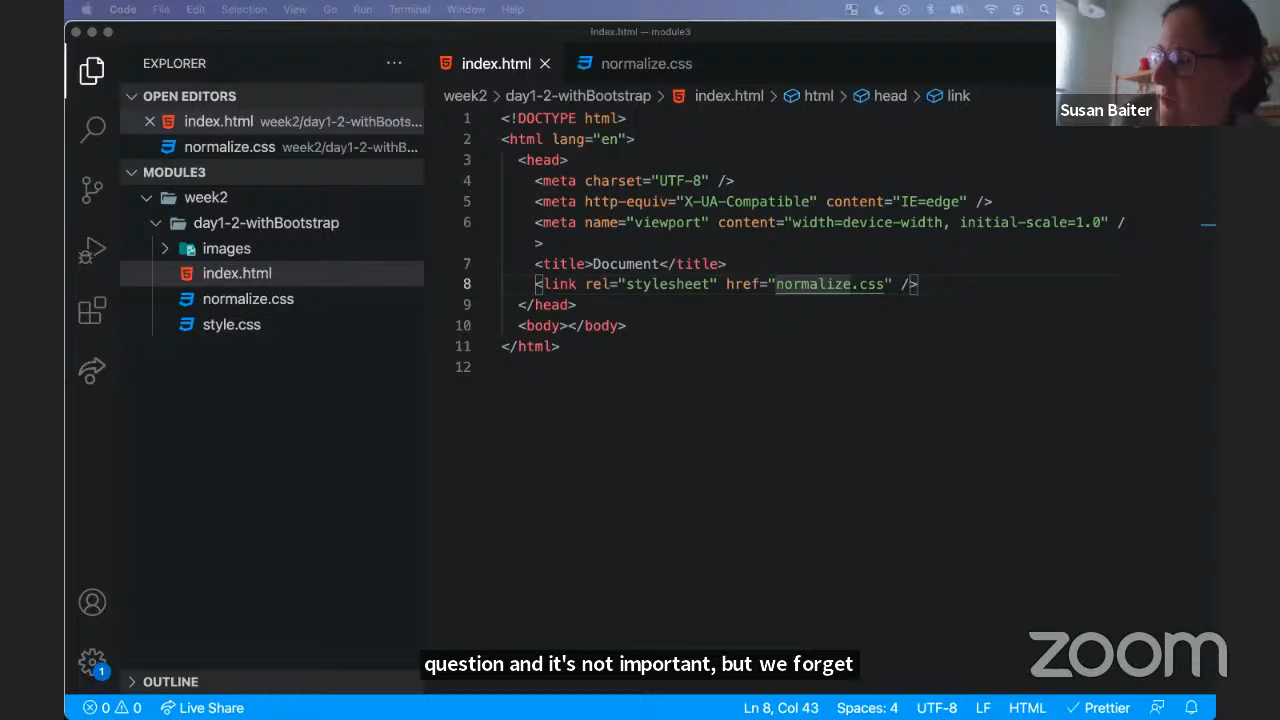 Code File Edit Selection View Go Run Terminal Window Help
index.html — module3
EXPLORER
index.html
normalize.css
OPEN EDITORS
index.html week2/day1-2-withBoots...
normalize.css week2/day1-2-withB...
MODULE3
week2
day1-2-withBootstrap
images
index.html
normalize.css
style.css
OUTLINE
week2 > day1-2-withBootstrap > index.html > html > head > link
1 <!DOCTYPE html>
2 <html lang="en">
3 <head>
4 <meta charset="UTF-8" />
5 <meta http-equiv="X-UA-Compatible" content="IE=edge" />
6 <meta name="viewport" content="width=device-width, initial-scale=1.0" /
>
7 <title>Document</title>
8 <link rel="stylesheet" href="normalize.css" />
9 </head>
10 <body></body>
11 </html>
12
Susan Baiter
question and it's not important, but we forget
zoom
1
0 0 Live Share
Ln 8, Col 43 Spaces: 4 UTF-8 LF HTML Prettier